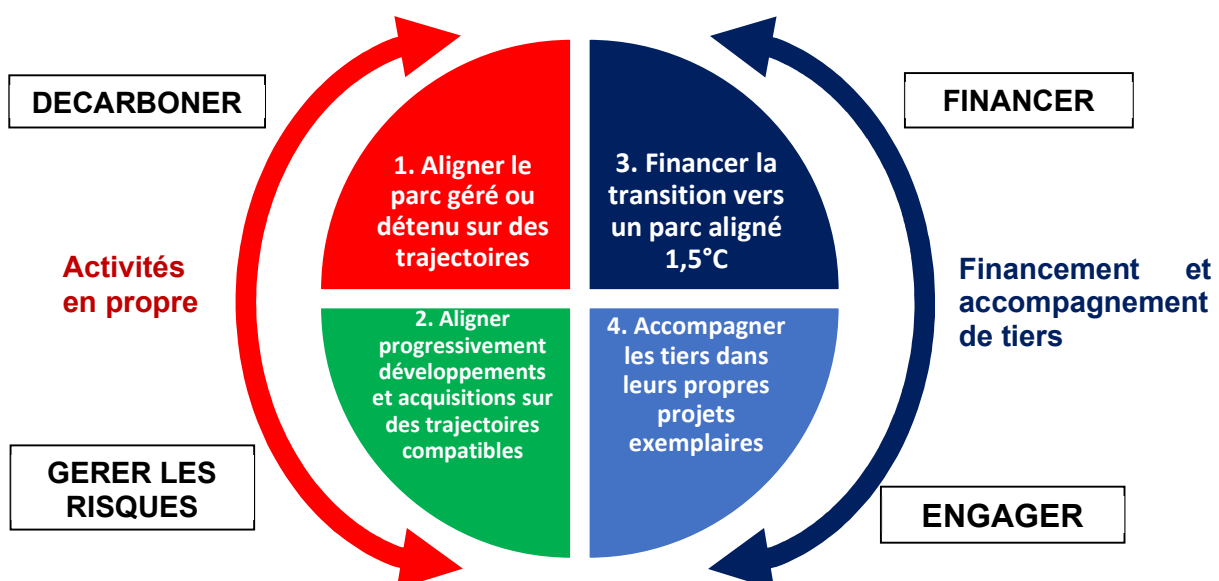 DECARBONER
FINANCER
1. Aligner le
parc géré ou
détenu sur des
trajectoires
3. Financer la
transition vers
un parc aligné
1,5°C
Activités
en propre
Financement et
accompagnement
de tiers
2. Aligner
progressivement
développements
et acquisitions sur
des trajectoires
compatibles
4. Accompagner
les tiers dans
leurs propres
projets
exemplaires
GERER LES
RISQUES
ENGAGER